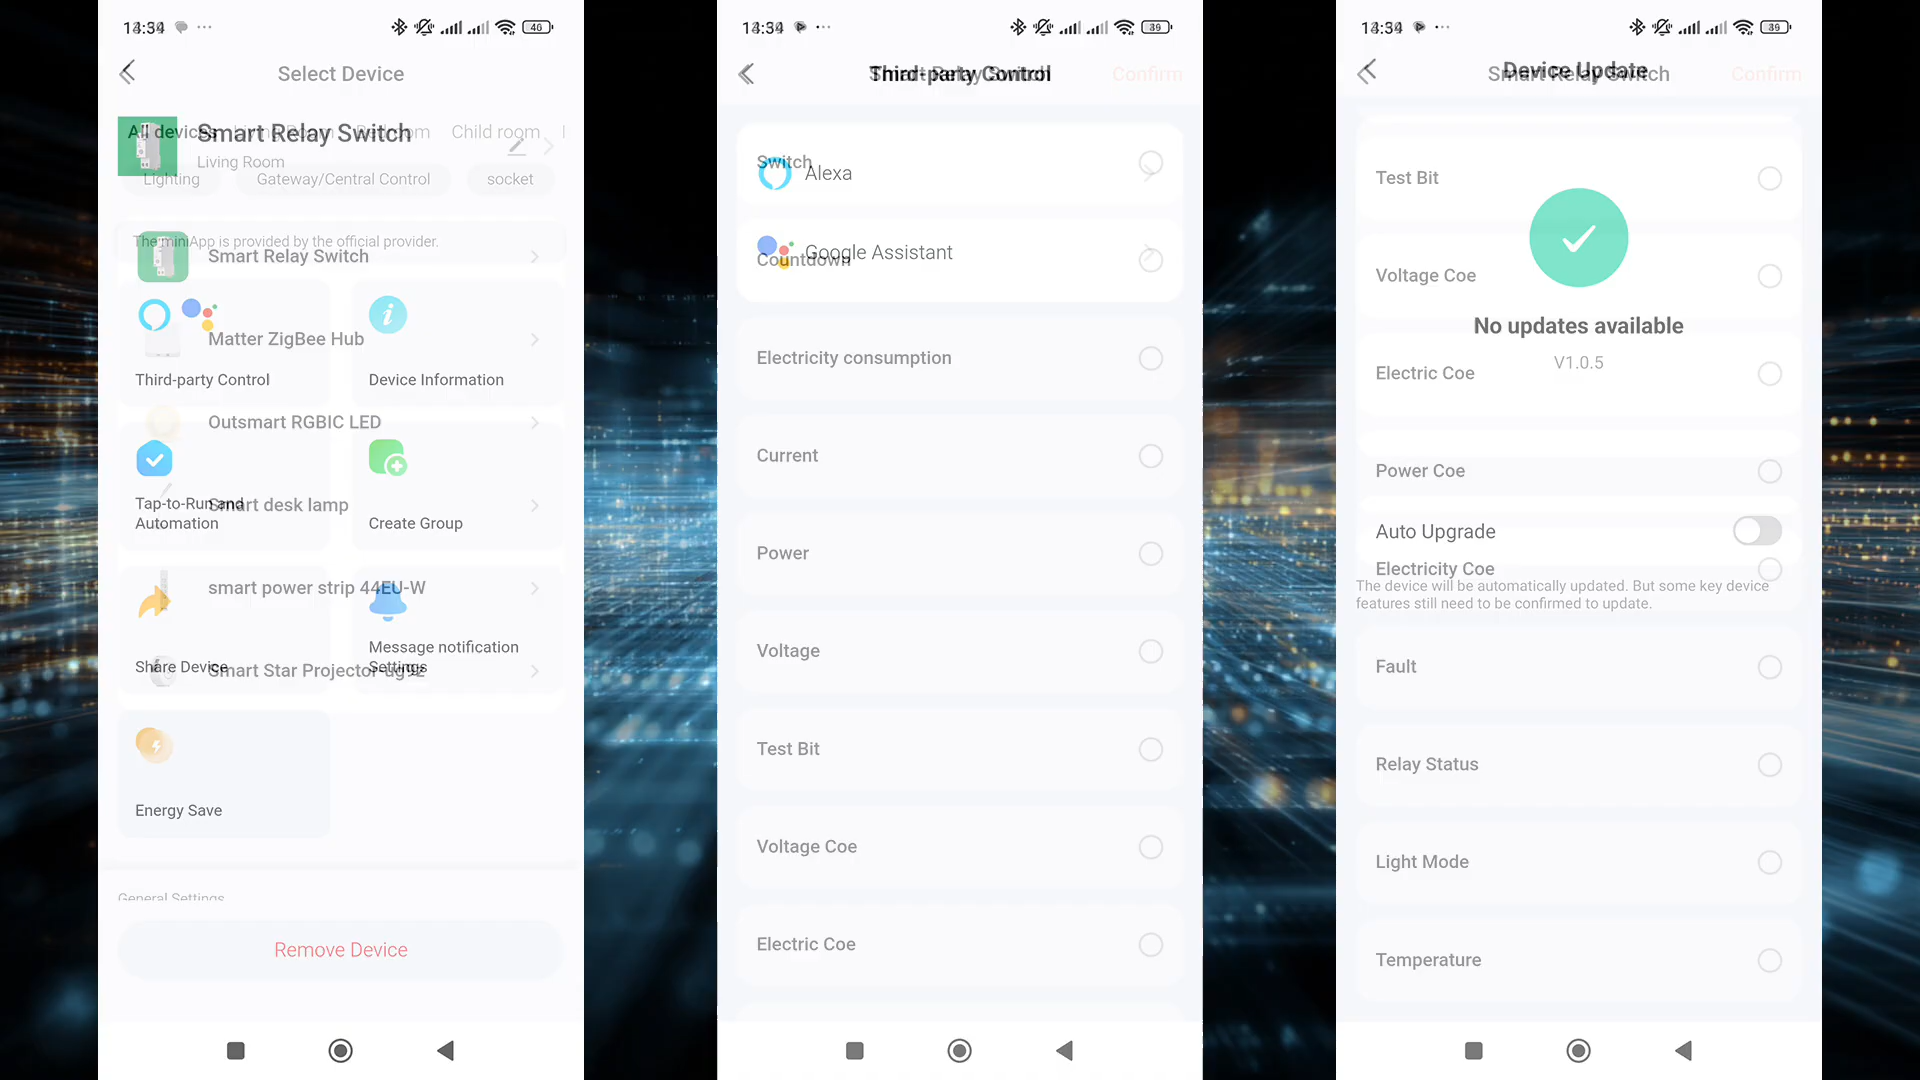 46
Select Device
All devices
Smart Relay Switch
Child room
Living Room
Lighting
Gateway/Central Control
socket
The miniApp is provided by the official provider.
Smart Relay Switch
Matter ZigBee Hub
Third-party Control
Device Information
Outsmart RGBIC LED
Tap-to-Run and
Automation
Smart desk lamp
Create Group
smart power strip 44EU-W
Message notification
Settings
Share Device
Smart Star Projector-ug92
Energy Save
General Settings
Remove Device
39
Third-party Control
Smart Relay Switch
Confirm
Switch
Alexa
Google Assistant
Countdown
Electricity consumption
Current
Power
Voltage
Test Bit
Voltage Coe
Electric Coe
39
Device Update
Smart Relay Switch
Confirm
Test Bit
Voltage Coe
No updates available
V1.0.5
Electric Coe
Power Coe
Auto Upgrade
Electricity Coe
The device will be automatically updated. But some key device
features still need to be confirmed to update.
Fault
Relay Status
Light Mode
Temperature